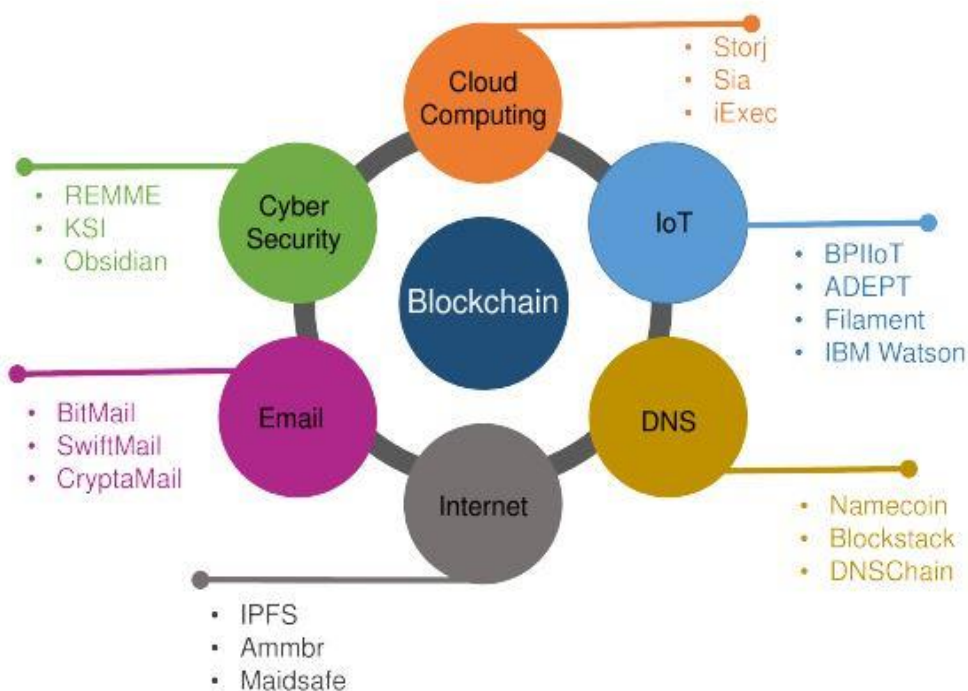 Cloud
Computing
• Storj
• Sia
• iExec
IoT
• BPIIoT
• ADEPT
• Filament
• IBM Watson
DNS
• Namecoin
• Blockstack
• DNSChain
Internet
• IPFS
• Ammbr
• Maidsafe
Email
• BitMail
• SwiftMail
• CryptaMail
Cyber
Security
• REMME
• KSI
• Obsidian
Blockchain